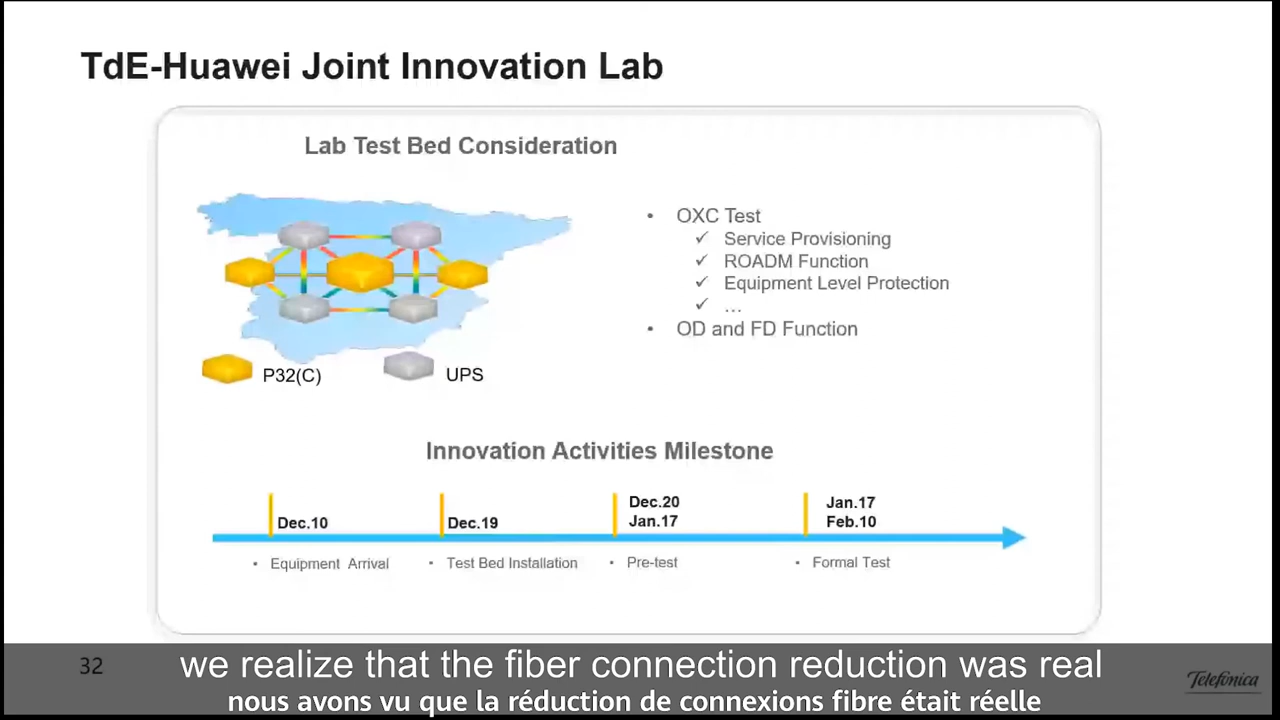 TdE-Huawei Joint Innovation Lab
Lab Test Bed Consideration
• OXC Test
✓ Service Provisioning
✓ ROADM Function
✓ Equipment Level Protection
✓ ...
• OD and FD Function
P32(C)
UPS
Innovation Activities Milestone
Dec.10
Dec.19
Dec.20
Jan.17
Jan.17
Feb.10
• Equipment Arrival
• Test Bed Installation
• Pre-test
• Formal Test
32
we realize that the fiber connection reduction was real
nous avons vu que la réduction de connexions fibre était réelle
Telefónica